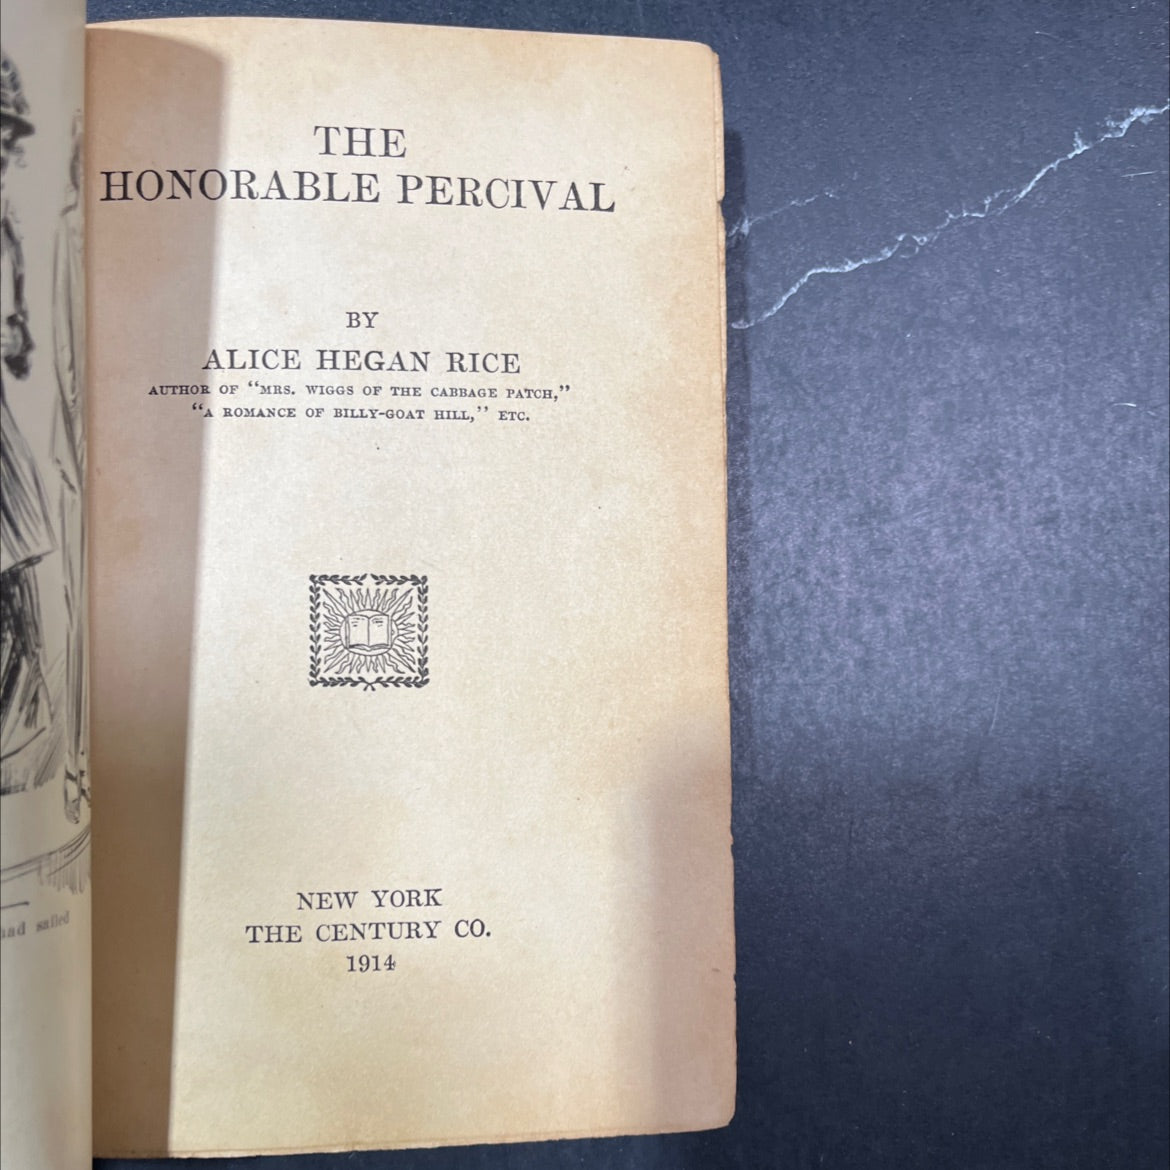 THE
HONORABLE PERCIVAL
BY
ALICE HEGAN RICE
AUTHOR OF "MRS. WIGGS OF THE CABBAGE PATCH,"
"A ROMANCE OF BILLY-GOAT HILL," ETC.
NEW YORK
THE CENTURY CO.
1914
had sailed